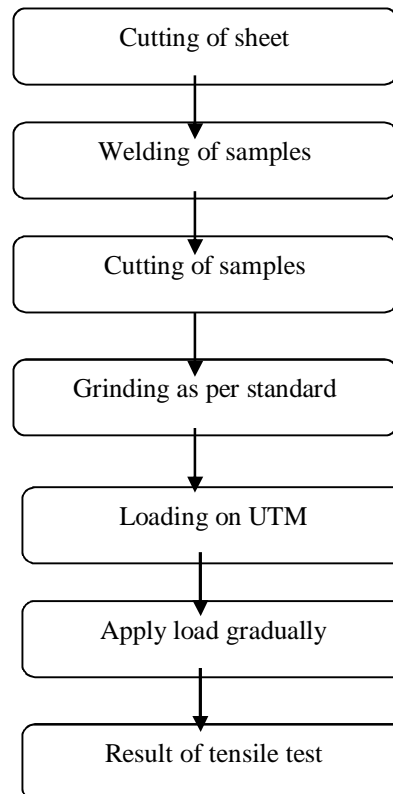 Cutting of sheet
Welding of samples
Cutting of samples
Grinding as per standard
Loading on UTM
Apply load gradually
Result of tensile test